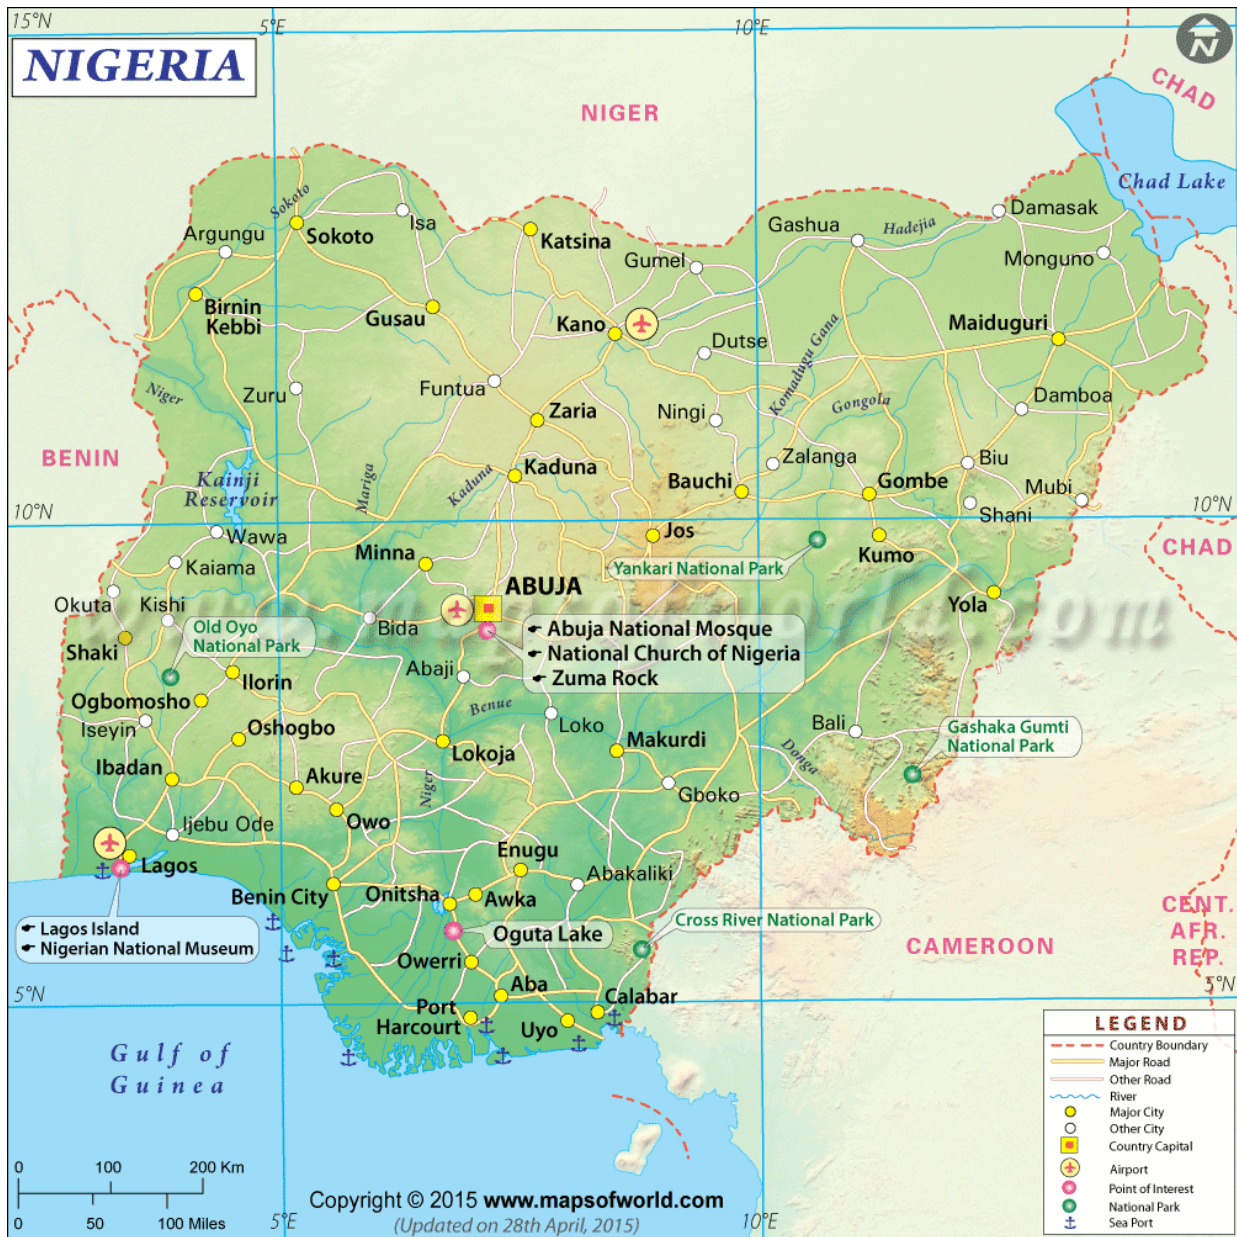 15°N
5°E
10°E
NIGERIA
N
CHAD
NIGER
Chad Lake
Sokoto
Isa
Damasak
Argungu
Sokoto
Katsina
Gashua
Hadejia
Gumel
Monguno
Birnin
Kebbi
Gusau
Kano
Maiduguri
Dutse
Komadugu Gana
Niger
Zuru
Funtua
Zaria
Ningi
Gongola
Damboa
BENIN
Kainji
Reservoir
Mariga
Kaduna
Kaduna
Bauchi
Zalanga
Gombe
Biu
Mubi
Shani
10°N
10°N
Wawa
Minna
Jos
Kumo
CHAD
Kaiama
Yankari National Park
ABUJA
www.mapsofworld.com
Okuta
Kishi
Yola
Old Oyo
National Park
Bida
Abuja National Mosque
National Church of Nigeria
Zuma Rock
Shaki
Abaji
Ilorin
Ogbomosho
Benue
Iseyin
Oshogbo
Loko
Bali
Gashaka Gumti
National Park
Lokoja
Makurdi
Donga
Ibadan
Akure
Niger
Gboko
Owo
Ijebu Ode
Enugu
Lagos
Abakaliki
Benin City
Onitsha
Awka
CENT.
AFR.
REP.
Lagos Island
Nigerian National Museum
Oguta Lake
Cross River National Park
CAMEROON
Owerri
Aba
5°N
5°N
Port
Harcourt
Uyo
Calabar
Gulf of
Guinea
LEGEND
Country Boundary
Major Road
Other Road
River
Major City
Other City
Country Capital
Airport
Point of Interest
National Park
Sea Port
0 100 200 Km
0 50 100 Miles
Copyright © 2015 www.mapsofworld.com
(Updated on 28th April, 2015)
5°E
10°E